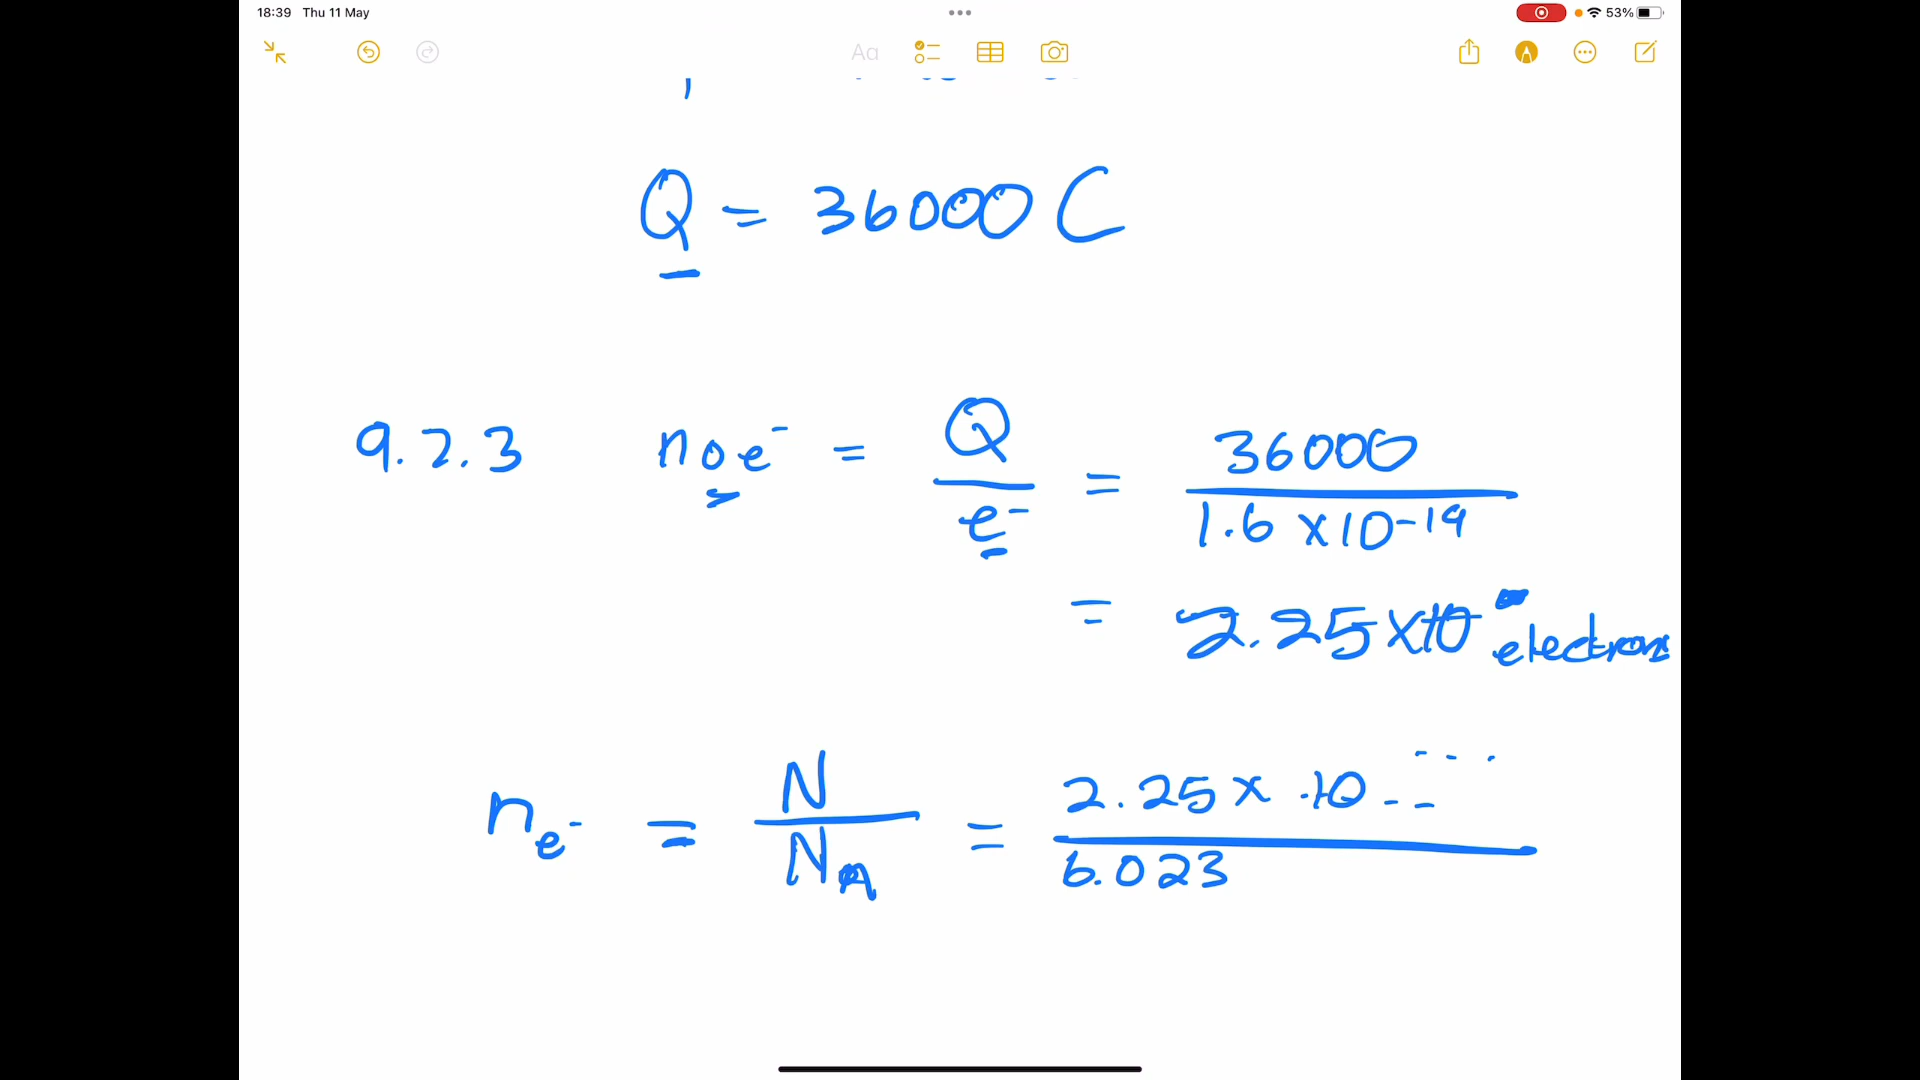 18:39 Thu 11 May 53%
Aa
Q = 36000 C
9.2.3 no e⁻ = Q / e⁻ = 36000 / 1.6 x10⁻¹⁹
= 2.25 x10 electrons
nₑ⁻ = N / Nᴀ = 2.25 x 10 / 6.023